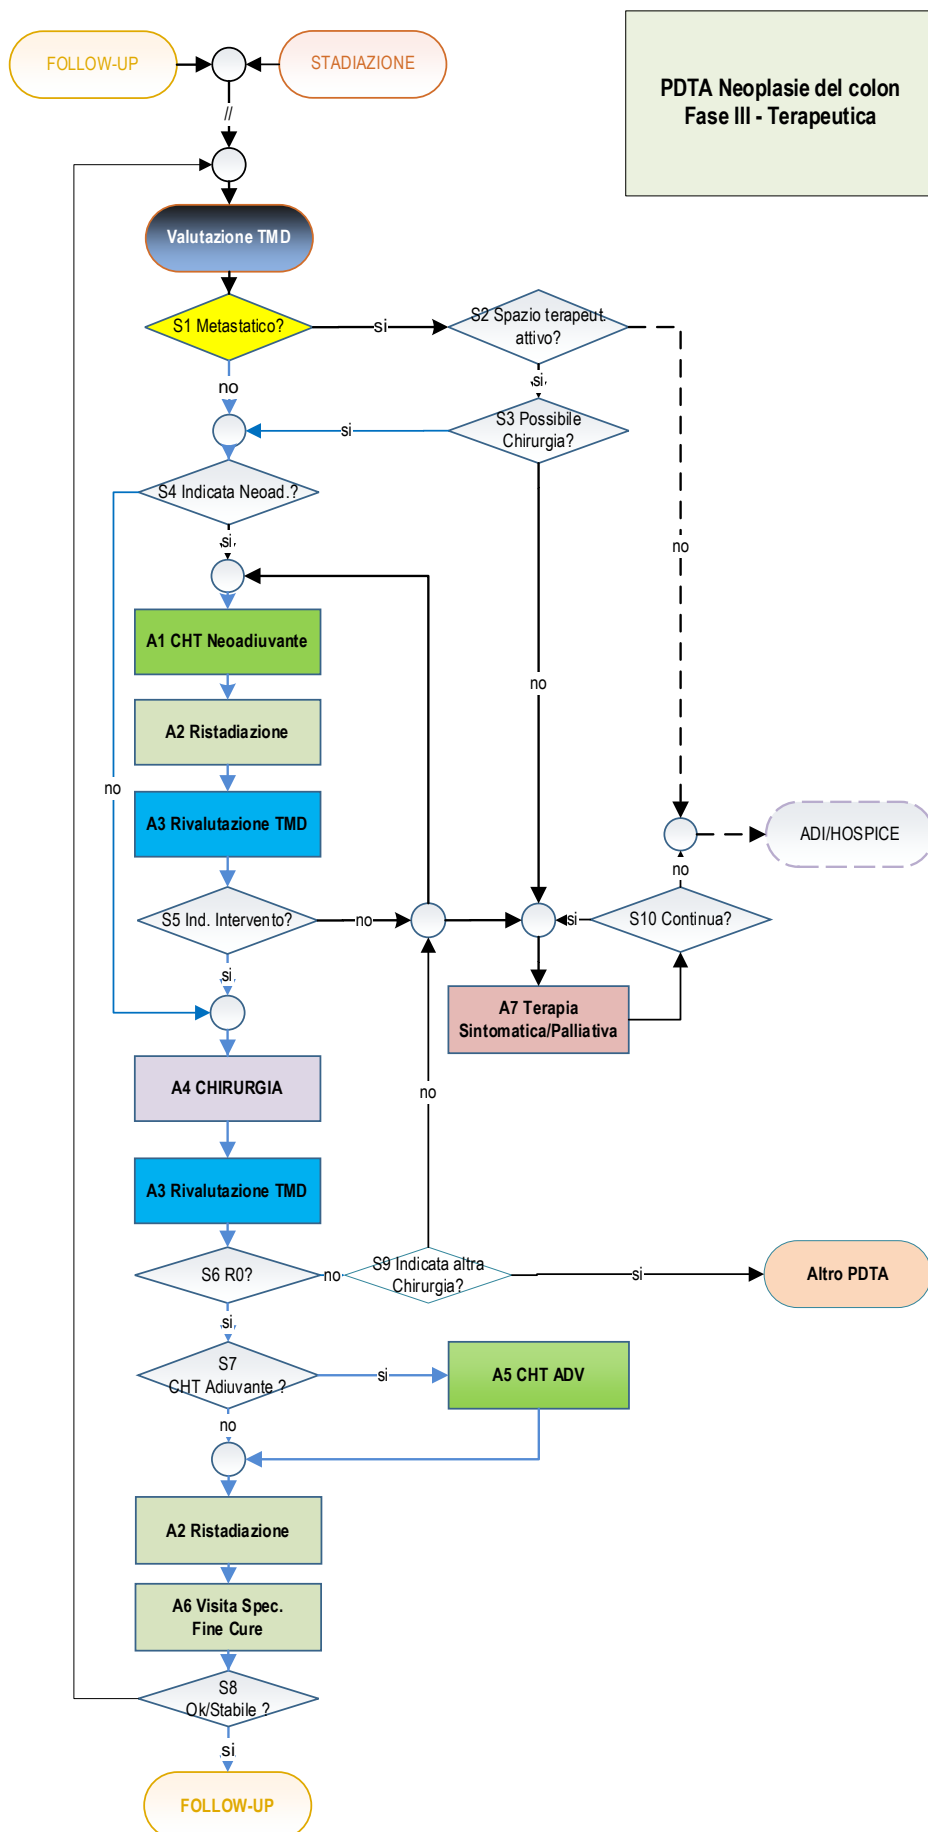 FOLLOW-UP
STADIAZIONE
PDTA Neoplasie del colon
Fase III - Terapeutica
//
Valutazione TMD
S1 Metastatico?
si
S2 Spazio terapeut.
attivo?
no
si
S3 Possibile
Chirurgia?
si
S4 Indicata Neoad.?
si
no
A1 CHT Neoadiuvante
no
A2 Ristadiazione
no
A3 Rivalutazione TMD
ADI/HOSPICE
no
S5 Ind. Intervento?
no
si
S10 Continua?
si
A7 Terapia
Sintomatica/Palliativa
A4 CHIRURGIA
no
A3 Rivalutazione TMD
S6 R0?
no
S9 Indicata altra
Chirurgia?
si
Altro PDTA
si
S7
CHT Adiuvante ?
si
A5 CHT ADV
no
A2 Ristadiazione
A6 Visita Spec.
Fine Cure
S8
Ok/Stabile ?
si
FOLLOW-UP